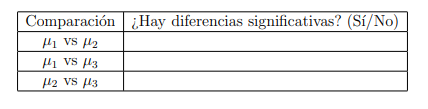 Comparación ¿Hay diferencias significativas? (Sí/No)
μ₁ vs μ₂
μ₁ vs μ₃
μ₂ vs μ₃